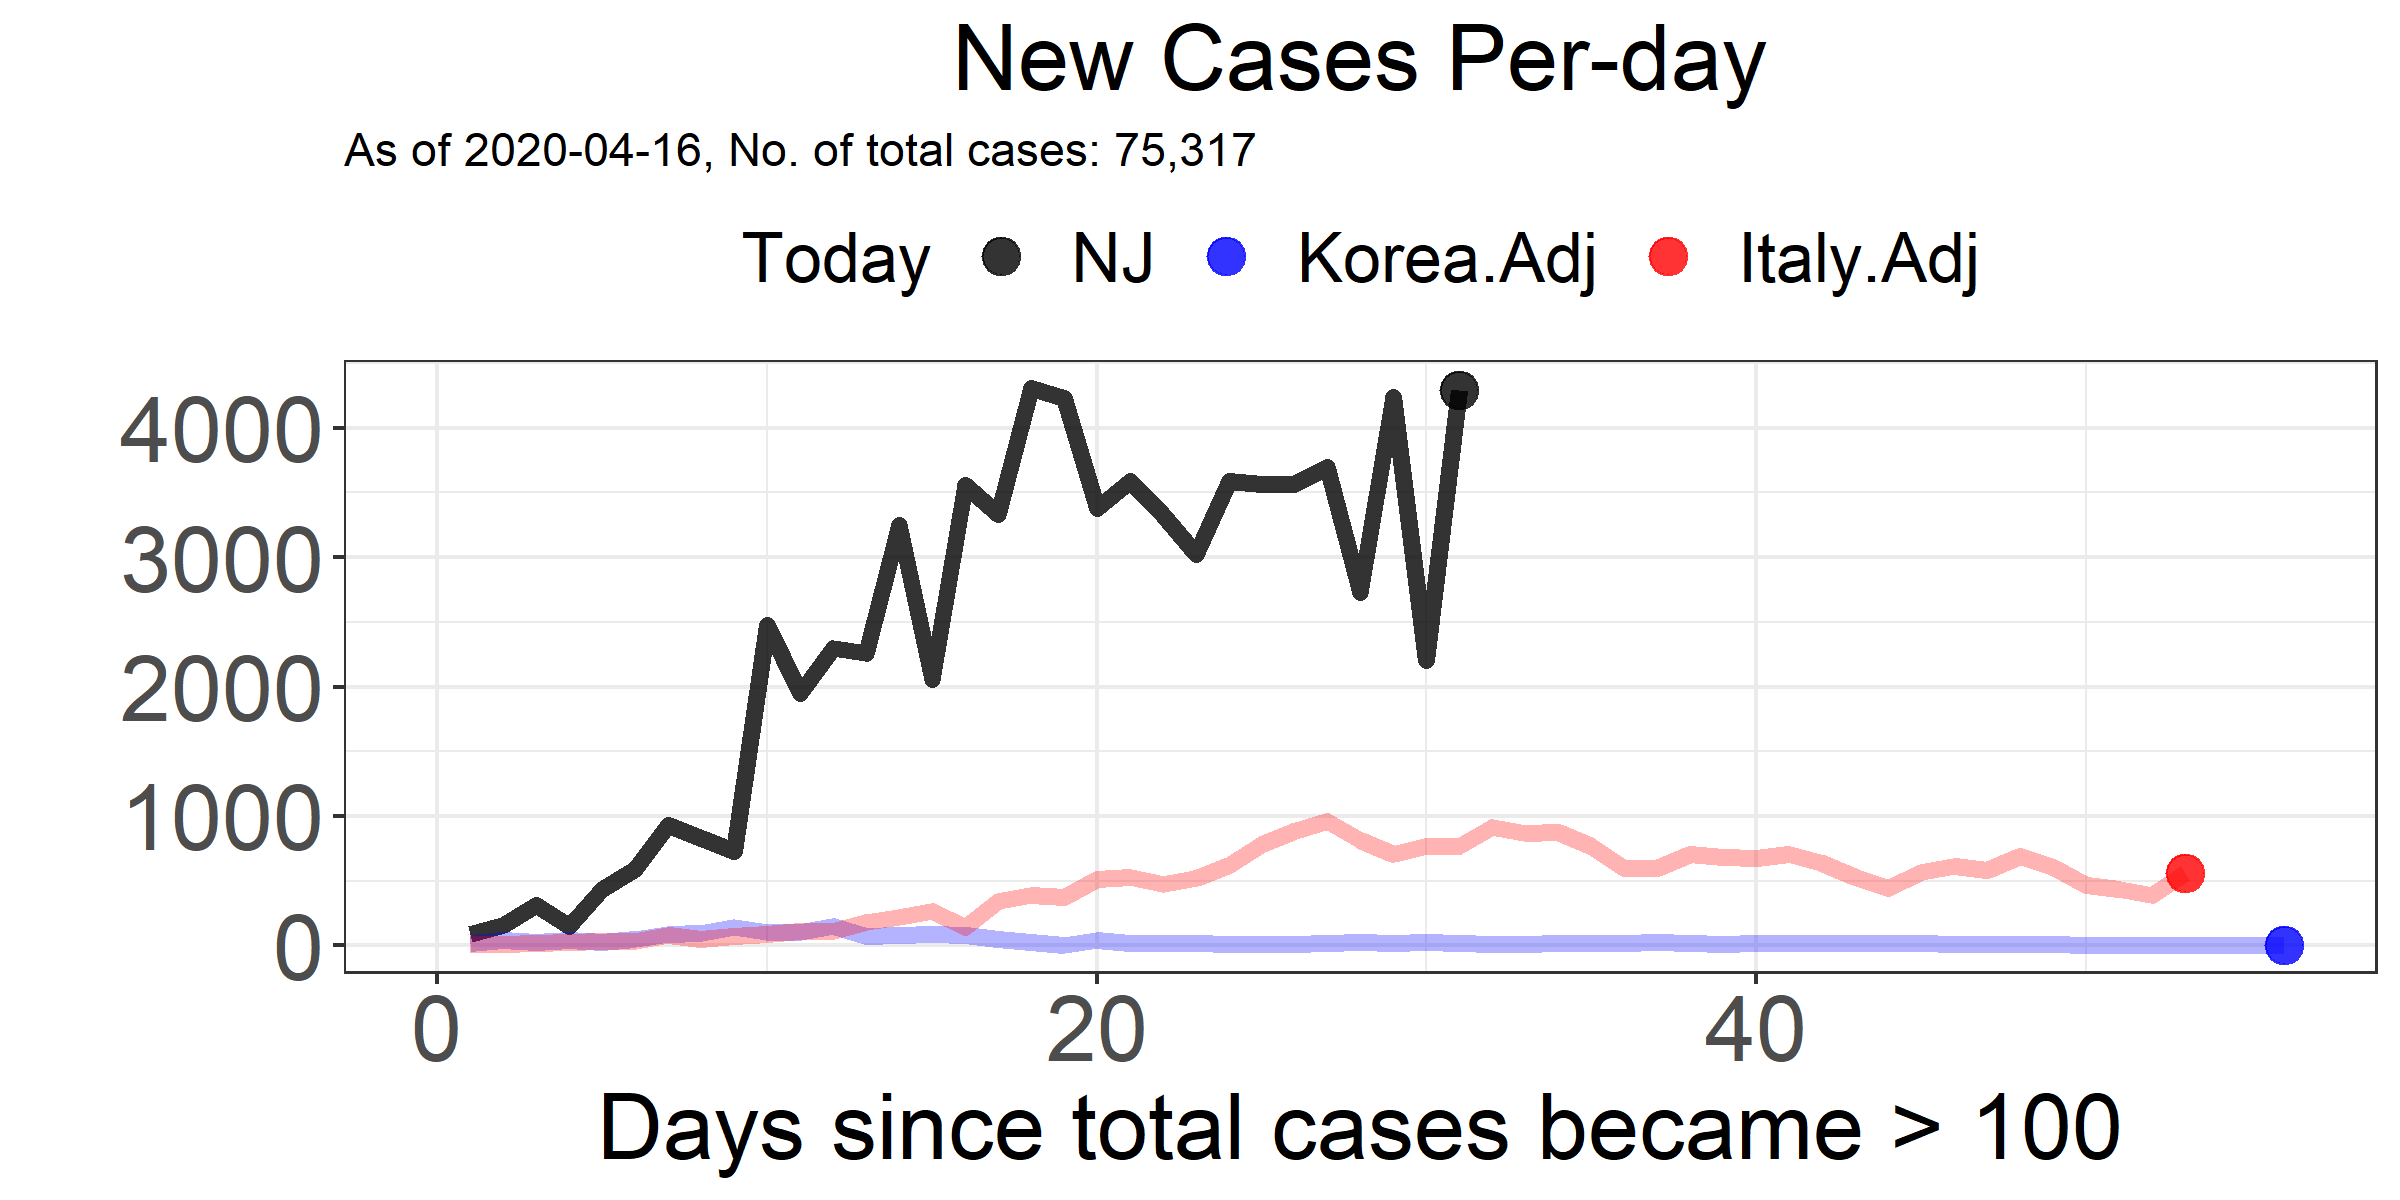 New Cases Per-day
As of 2020-04-16, No. of total cases: 75,317
Today NJ Korea.Adj Italy.Adj
4000
3000
2000
1000
0
0 20 40
Days since total cases became > 100